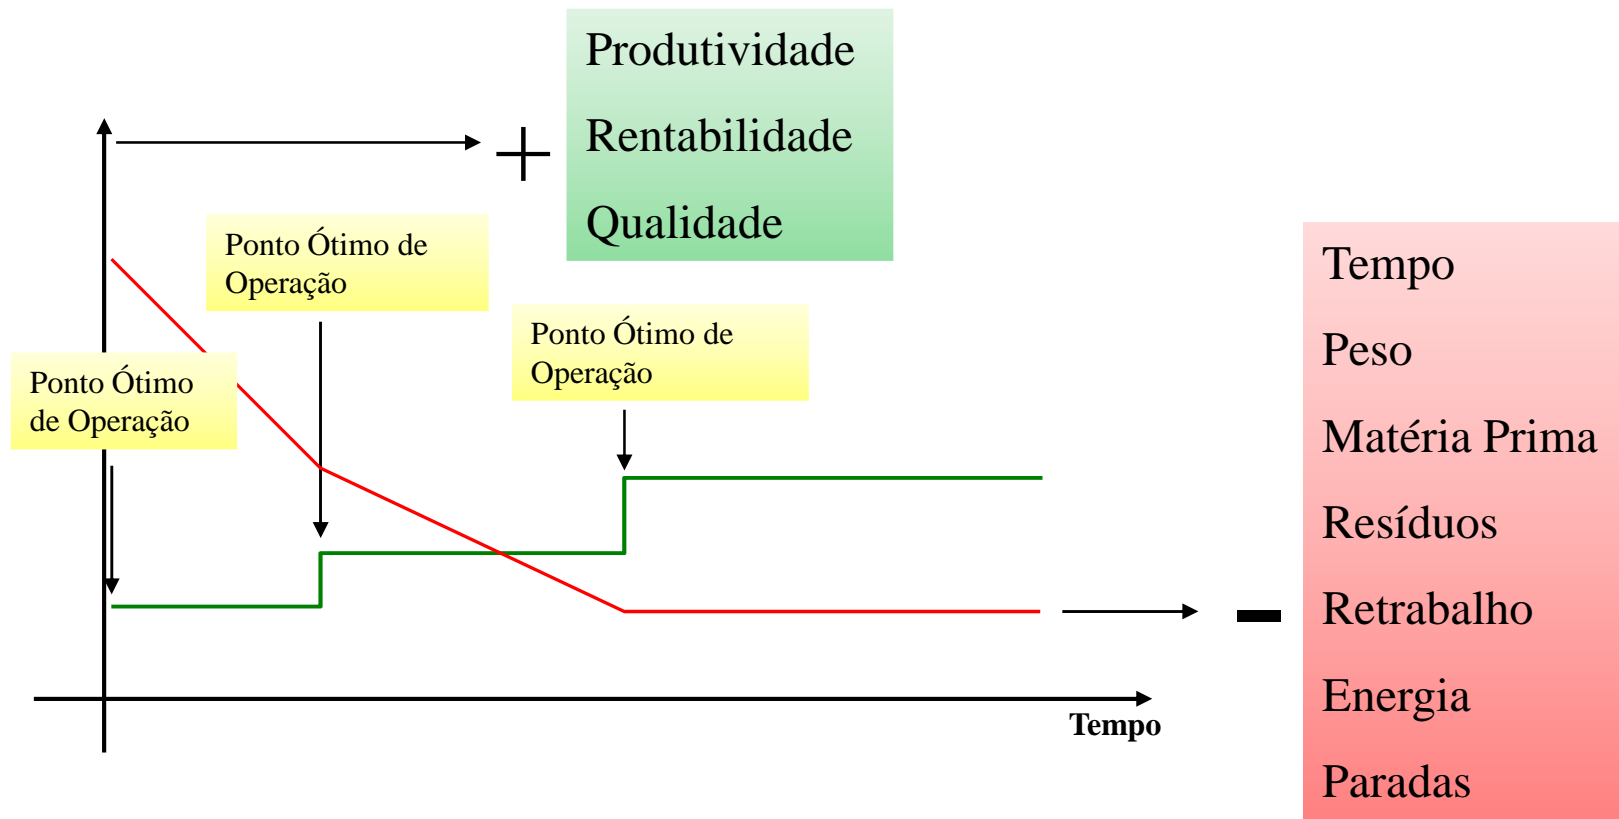 Produtividade
Rentabilidade
Qualidade
+
Ponto Ótimo de
Operação
Ponto Ótimo de
Operação
Ponto Ótimo
de Operação
Tempo
-
Tempo
Peso
Matéria Prima
Resíduos
Retrabalho
Energia
Paradas